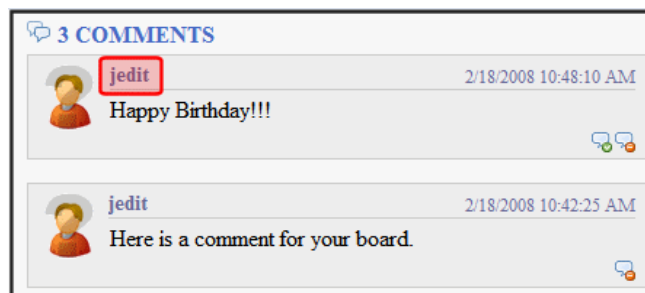 3 COMMENTS
jedit 2/18/2008 10:48:10 AM
Happy Birthday!!!
jedit 2/18/2008 10:42:25 AM
Here is a comment for your board.